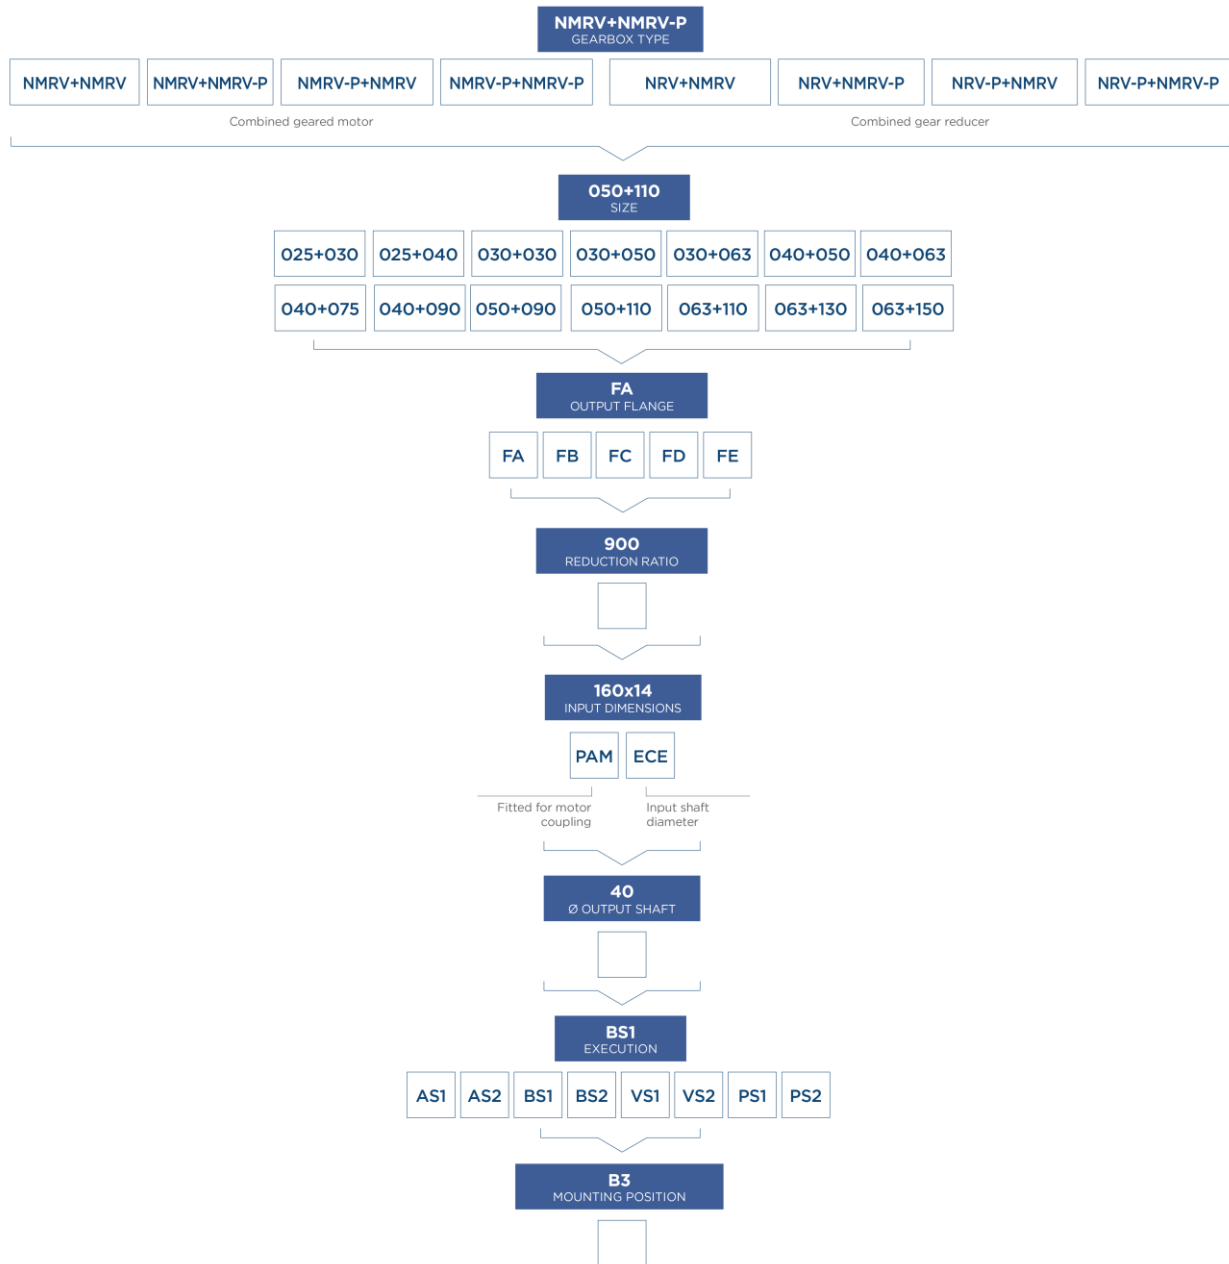 NMRV+NMRV-P
GEARBOX TYPE
NMRV+NMRV NMRV+NMRV-P NMRV-P+NMRV NMRV-P+NMRV-P NRV+NMRV NRV+NMRV-P NRV-P+NMRV NRV-P+NMRV-P
Combined geared motor Combined gear reducer
050+110
SIZE
025+030 025+040 030+030 030+050 030+063 040+050 040+063
040+075 040+090 050+090 050+110 063+110 063+130 063+150
FA
OUTPUT FLANGE
FA FB FC FD FE
900
REDUCTION RATIO
160x14
INPUT DIMENSIONS
PAM ECE
Fitted for motor
coupling
Input shaft
diameter
40
Ø OUTPUT SHAFT
BS1
EXECUTION
AS1 AS2 BS1 BS2 VS1 VS2 PS1 PS2
B3
MOUNTING POSITION